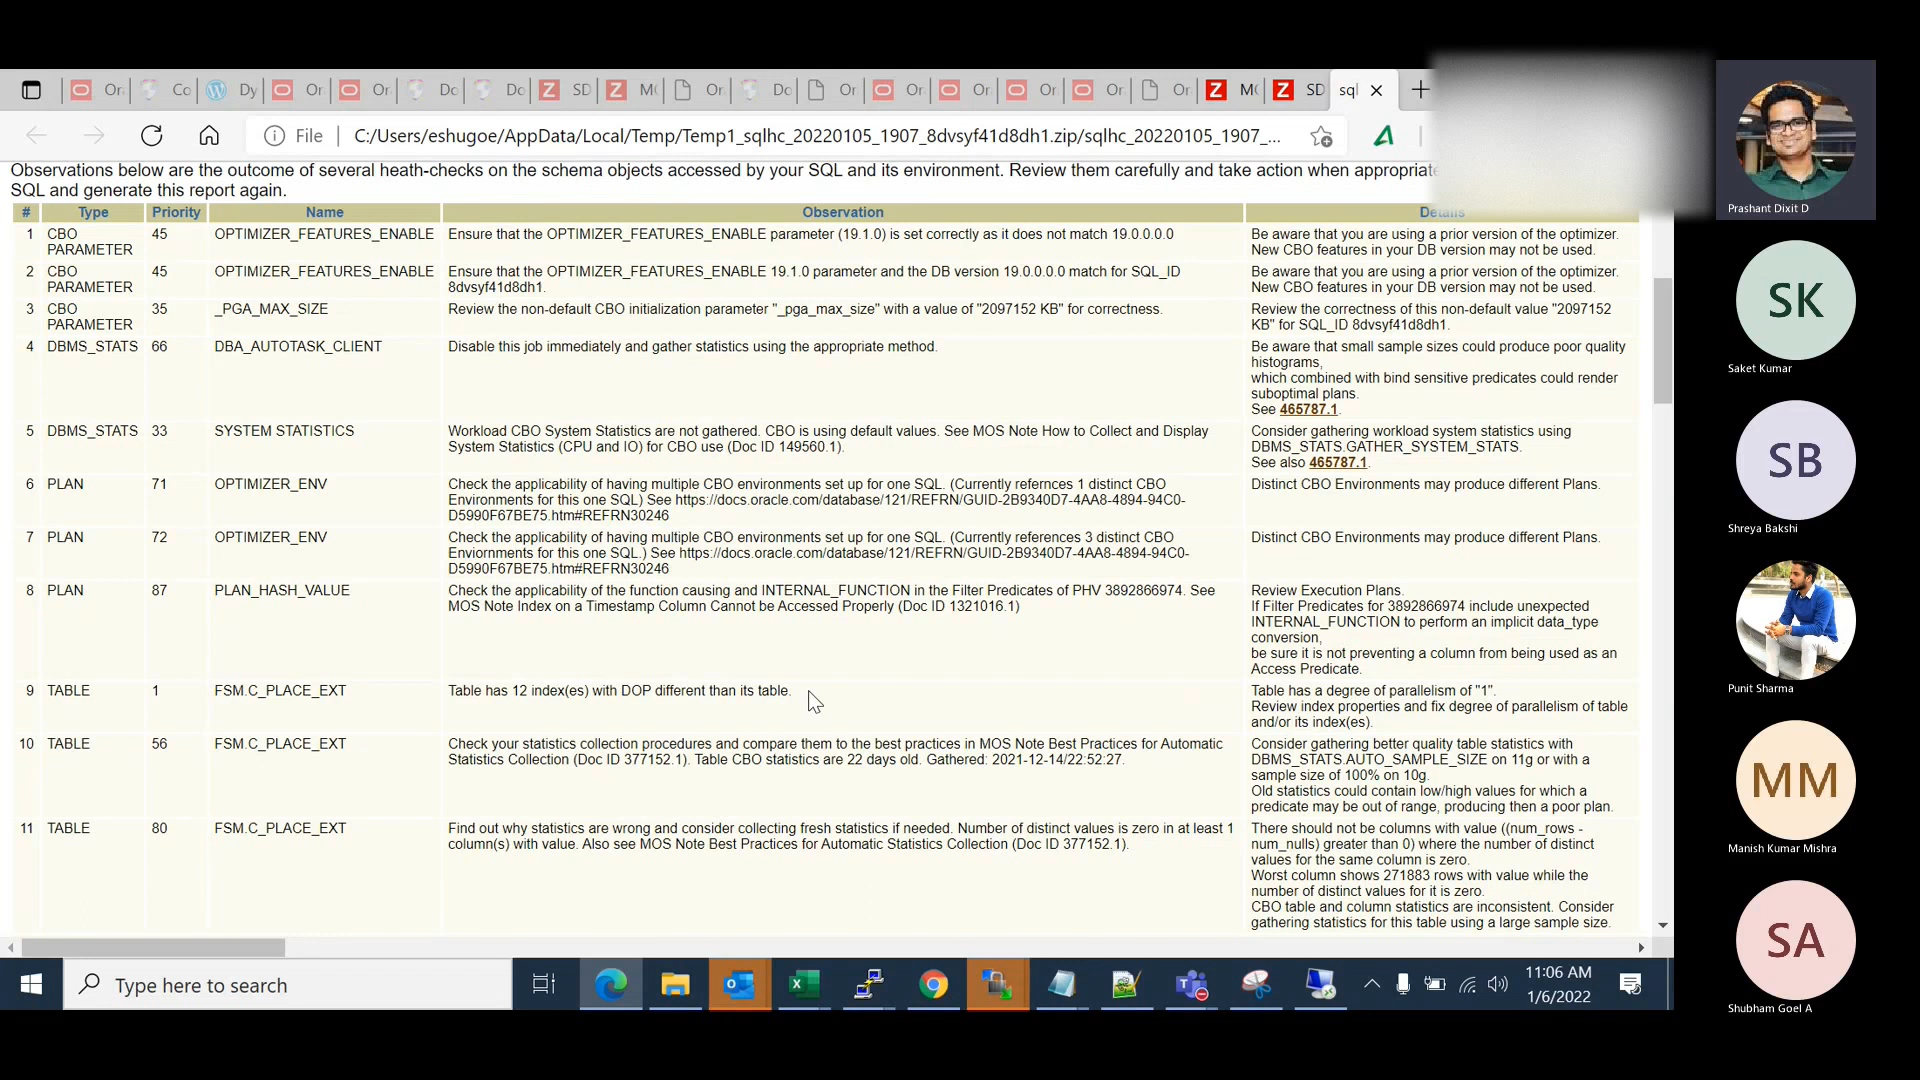 Or
Co
Dy
Or
Or
Do
Do
SD
MC
Or
Do
Or
Or
Or
Or
Or
Or
MC
SD
sql
File
C:/Users/eshugoe/AppData/Local/Temp/Temp1_sqlhc_20220105_1907_8dvsyf41d8dh1.zip/sqlhc_20220105_1907_...
Observations below are the outcome of several heath-checks on the schema objects accessed by your SQL and its environment. Review them carefully and take action when appropriate
SQL and generate this report again.
# Type Priority Name Observation Details
1 CBO PARAMETER 45 OPTIMIZER_FEATURES_ENABLE Ensure that the OPTIMIZER_FEATURES_ENABLE parameter (19.1.0) is set correctly as it does not match 19.0.0.0.0
Be aware that you are using a prior version of the optimizer.
New CBO features in your DB version may not be used.
2 CBO PARAMETER 45 OPTIMIZER_FEATURES_ENABLE Ensure that the OPTIMIZER_FEATURES_ENABLE 19.1.0 parameter and the DB version 19.0.0.0.0 match for SQL_ID
8dvsyf41d8dh1.
Be aware that you are using a prior version of the optimizer.
New CBO features in your DB version may not be used.
3 CBO PARAMETER 35 _PGA_MAX_SIZE Review the non-default CBO initialization parameter "_pga_max_size" with a value of "2097152 KB" for correctness.
Review the correctness of this non-default value "2097152
KB" for SQL_ID 8dvsyf41d8dh1.
4 DBMS_STATS 66 DBA_AUTOTASK_CLIENT Disable this job immediately and gather statistics using the appropriate method.
Be aware that small sample sizes could produce poor quality
histograms,
which combined with bind sensitive predicates could render
suboptimal plans.
See 465787.1.
5 DBMS_STATS 33 SYSTEM STATISTICS Workload CBO System Statistics are not gathered. CBO is using default values. See MOS Note How to Collect and Display
System Statistics (CPU and IO) for CBO use (Doc ID 149560.1).
Consider gathering workload system statistics using
DBMS_STATS.GATHER_SYSTEM_STATS.
See also 465787.1.
6 PLAN 71 OPTIMIZER_ENV Check the applicability of having multiple CBO environments set up for one SQL. (Currently refernces 1 distinct CBO
Environments for this one SQL) See https://docs.oracle.com/database/121/REFRN/GUID-2B9340D7-4AA8-4894-94C0-
D5990F67BE75.htm#REFRN30246
Distinct CBO Environments may produce different Plans.
7 PLAN 72 OPTIMIZER_ENV Check the applicability of having multiple CBO environments set up for one SQL. (Currently references 3 distinct CBO
Enviornments for this one SQL.) See https://docs.oracle.com/database/121/REFRN/GUID-2B9340D7-4AA8-4894-94C0-
D5990F67BE75.htm#REFRN30246
Distinct CBO Environments may produce different Plans.
8 PLAN 87 PLAN_HASH_VALUE Check the applicability of the function causing and INTERNAL_FUNCTION in the Filter Predicates of PHV 3892866974. See
MOS Note Index on a Timestamp Column Cannot be Accessed Properly (Doc ID 1321016.1)
Review Execution Plans.
If Filter Predicates for 3892866974 include unexpected
INTERNAL_FUNCTION to perform an implicit data_type
conversion,
be sure it is not preventing a column from being used as an
Access Predicate.
9 TABLE 1 FSM.C_PLACE_EXT Table has 12 index(es) with DOP different than its table.
Table has a degree of parallelism of "1".
Review index properties and fix degree of parallelism of table
and/or its index(es).
10 TABLE 56 FSM.C_PLACE_EXT Check your statistics collection procedures and compare them to the best practices in MOS Note Best Practices for Automatic
Statistics Collection (Doc ID 377152.1). Table CBO statistics are 22 days old. Gathered: 2021-12-14/22:52:27.
Consider gathering better quality table statistics with
DBMS_STATS.AUTO_SAMPLE_SIZE on 11g or with a
sample size of 100% on 10g.
Old statistics could contain low/high values for which a
predicate may be out of range, producing then a poor plan.
11 TABLE 80 FSM.C_PLACE_EXT Find out why statistics are wrong and consider collecting fresh statistics if needed. Number of distinct values is zero in at least 1
column(s) with value. Also see MOS Note Best Practices for Automatic Statistics Collection (Doc ID 377152.1).
There should not be columns with value ((num_rows -
num_nulls) greater than 0) where the number of distinct
values for the same column is zero.
Worst column shows 271883 rows with value while the
number of distinct values for it is zero.
CBO table and column statistics are inconsistent. Consider
gathering statistics for this table using a large sample size.
Type here to search
11:06 AM
1/6/2022
Prashant Dixit D
SK
Saket Kumar
SB
Shreya Bakshi
Punit Sharma
MM
Manish Kumar Mishra
SA
Shubham Goel A